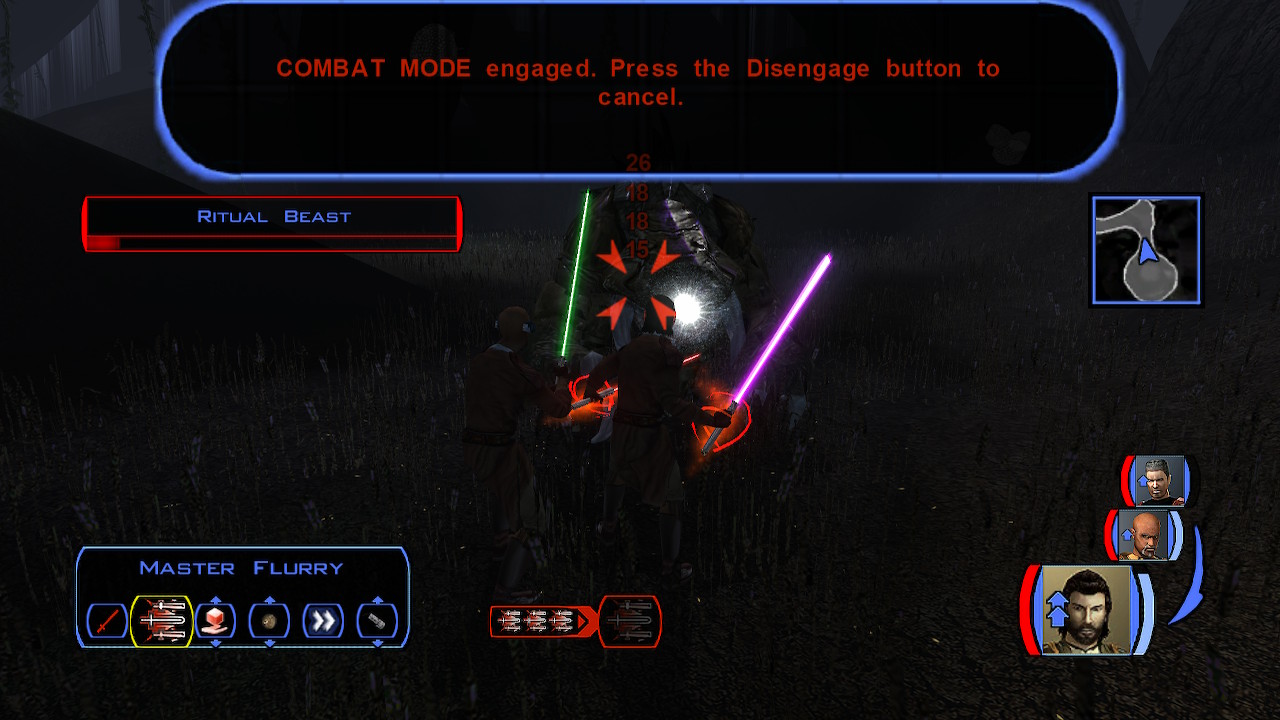 COMBAT MODE engaged. Press the Disengage button to
cancel.
26
18
18
15
Ritual Beast
Master Flurry